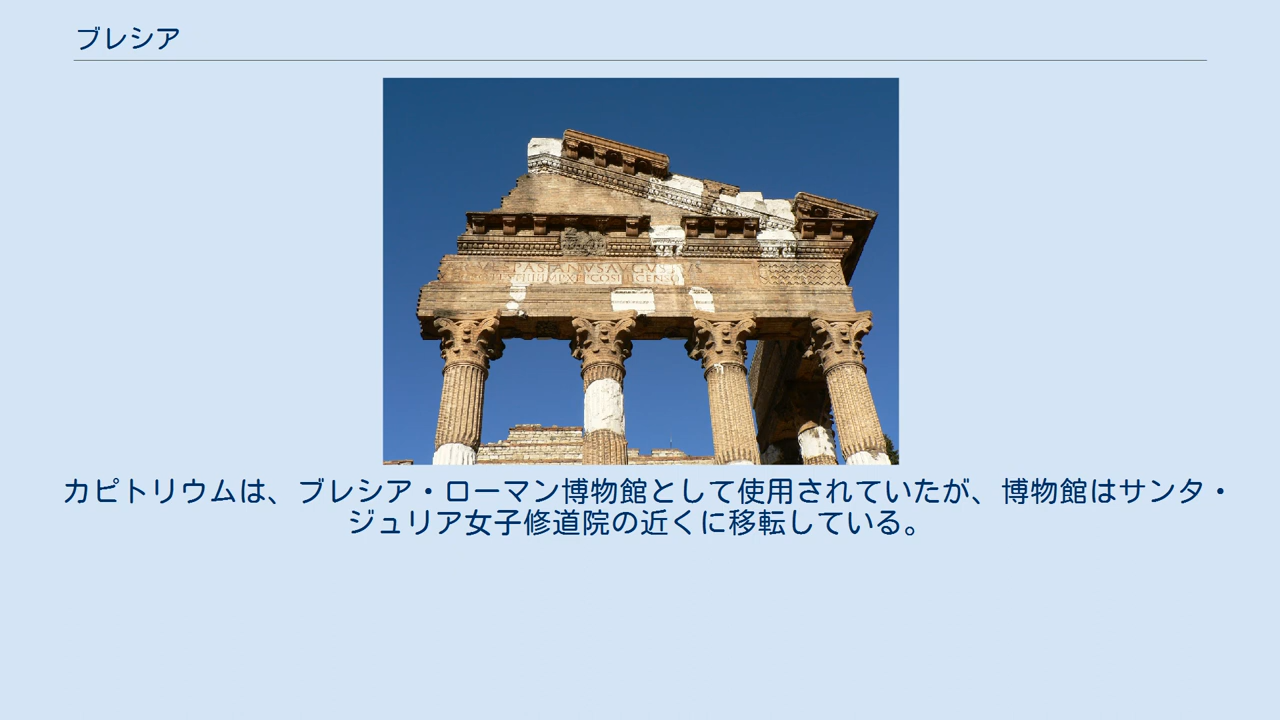 ブレシア
VESPASIANVS AVGVSTVS
カピトリウムは、ブレシア・ローマン博物館として使用されていたが、博物館はサンタ・
ジュリア女子修道院の近くに移転している。